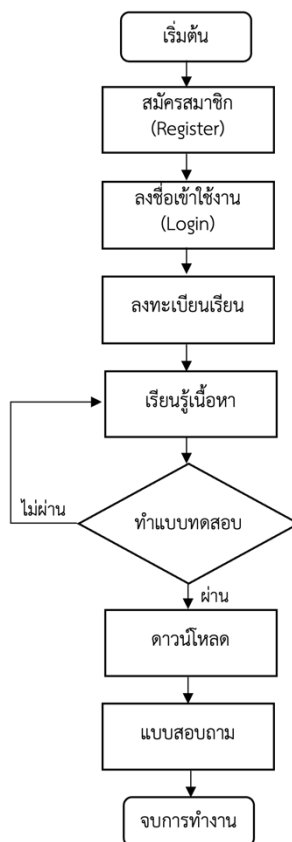 เริ่มต้น
สมัครสมาชิก
(Register)
ลงชื่อเข้าใช้งาน
(Login)
ลงทะเบียนเรียน
เรียนรู้เนื้อหา
ทำแบบทดสอบ
ไม่ผ่าน
ผ่าน
ดาวน์โหลด
แบบสอบถาม
จบการทำงาน